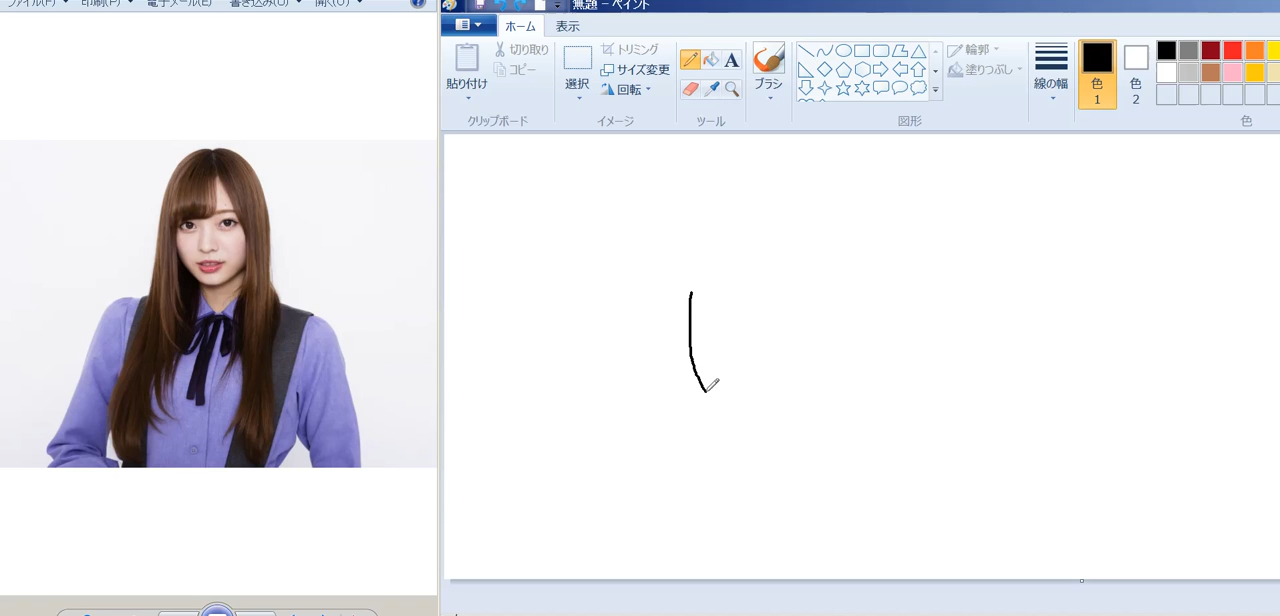 ファイル(F) 印刷(P) 電子メール(E) 書き込み(U) 開く(O)
無題 - ペイント
ホーム 表示
貼り付け
切り取り
コピー
クリップボード
選択
トリミング
サイズ変更
回転
イメージ
A
ツール
ブラシ
図形
輪郭
塗りつぶし
線の幅
色
1
色
2
色